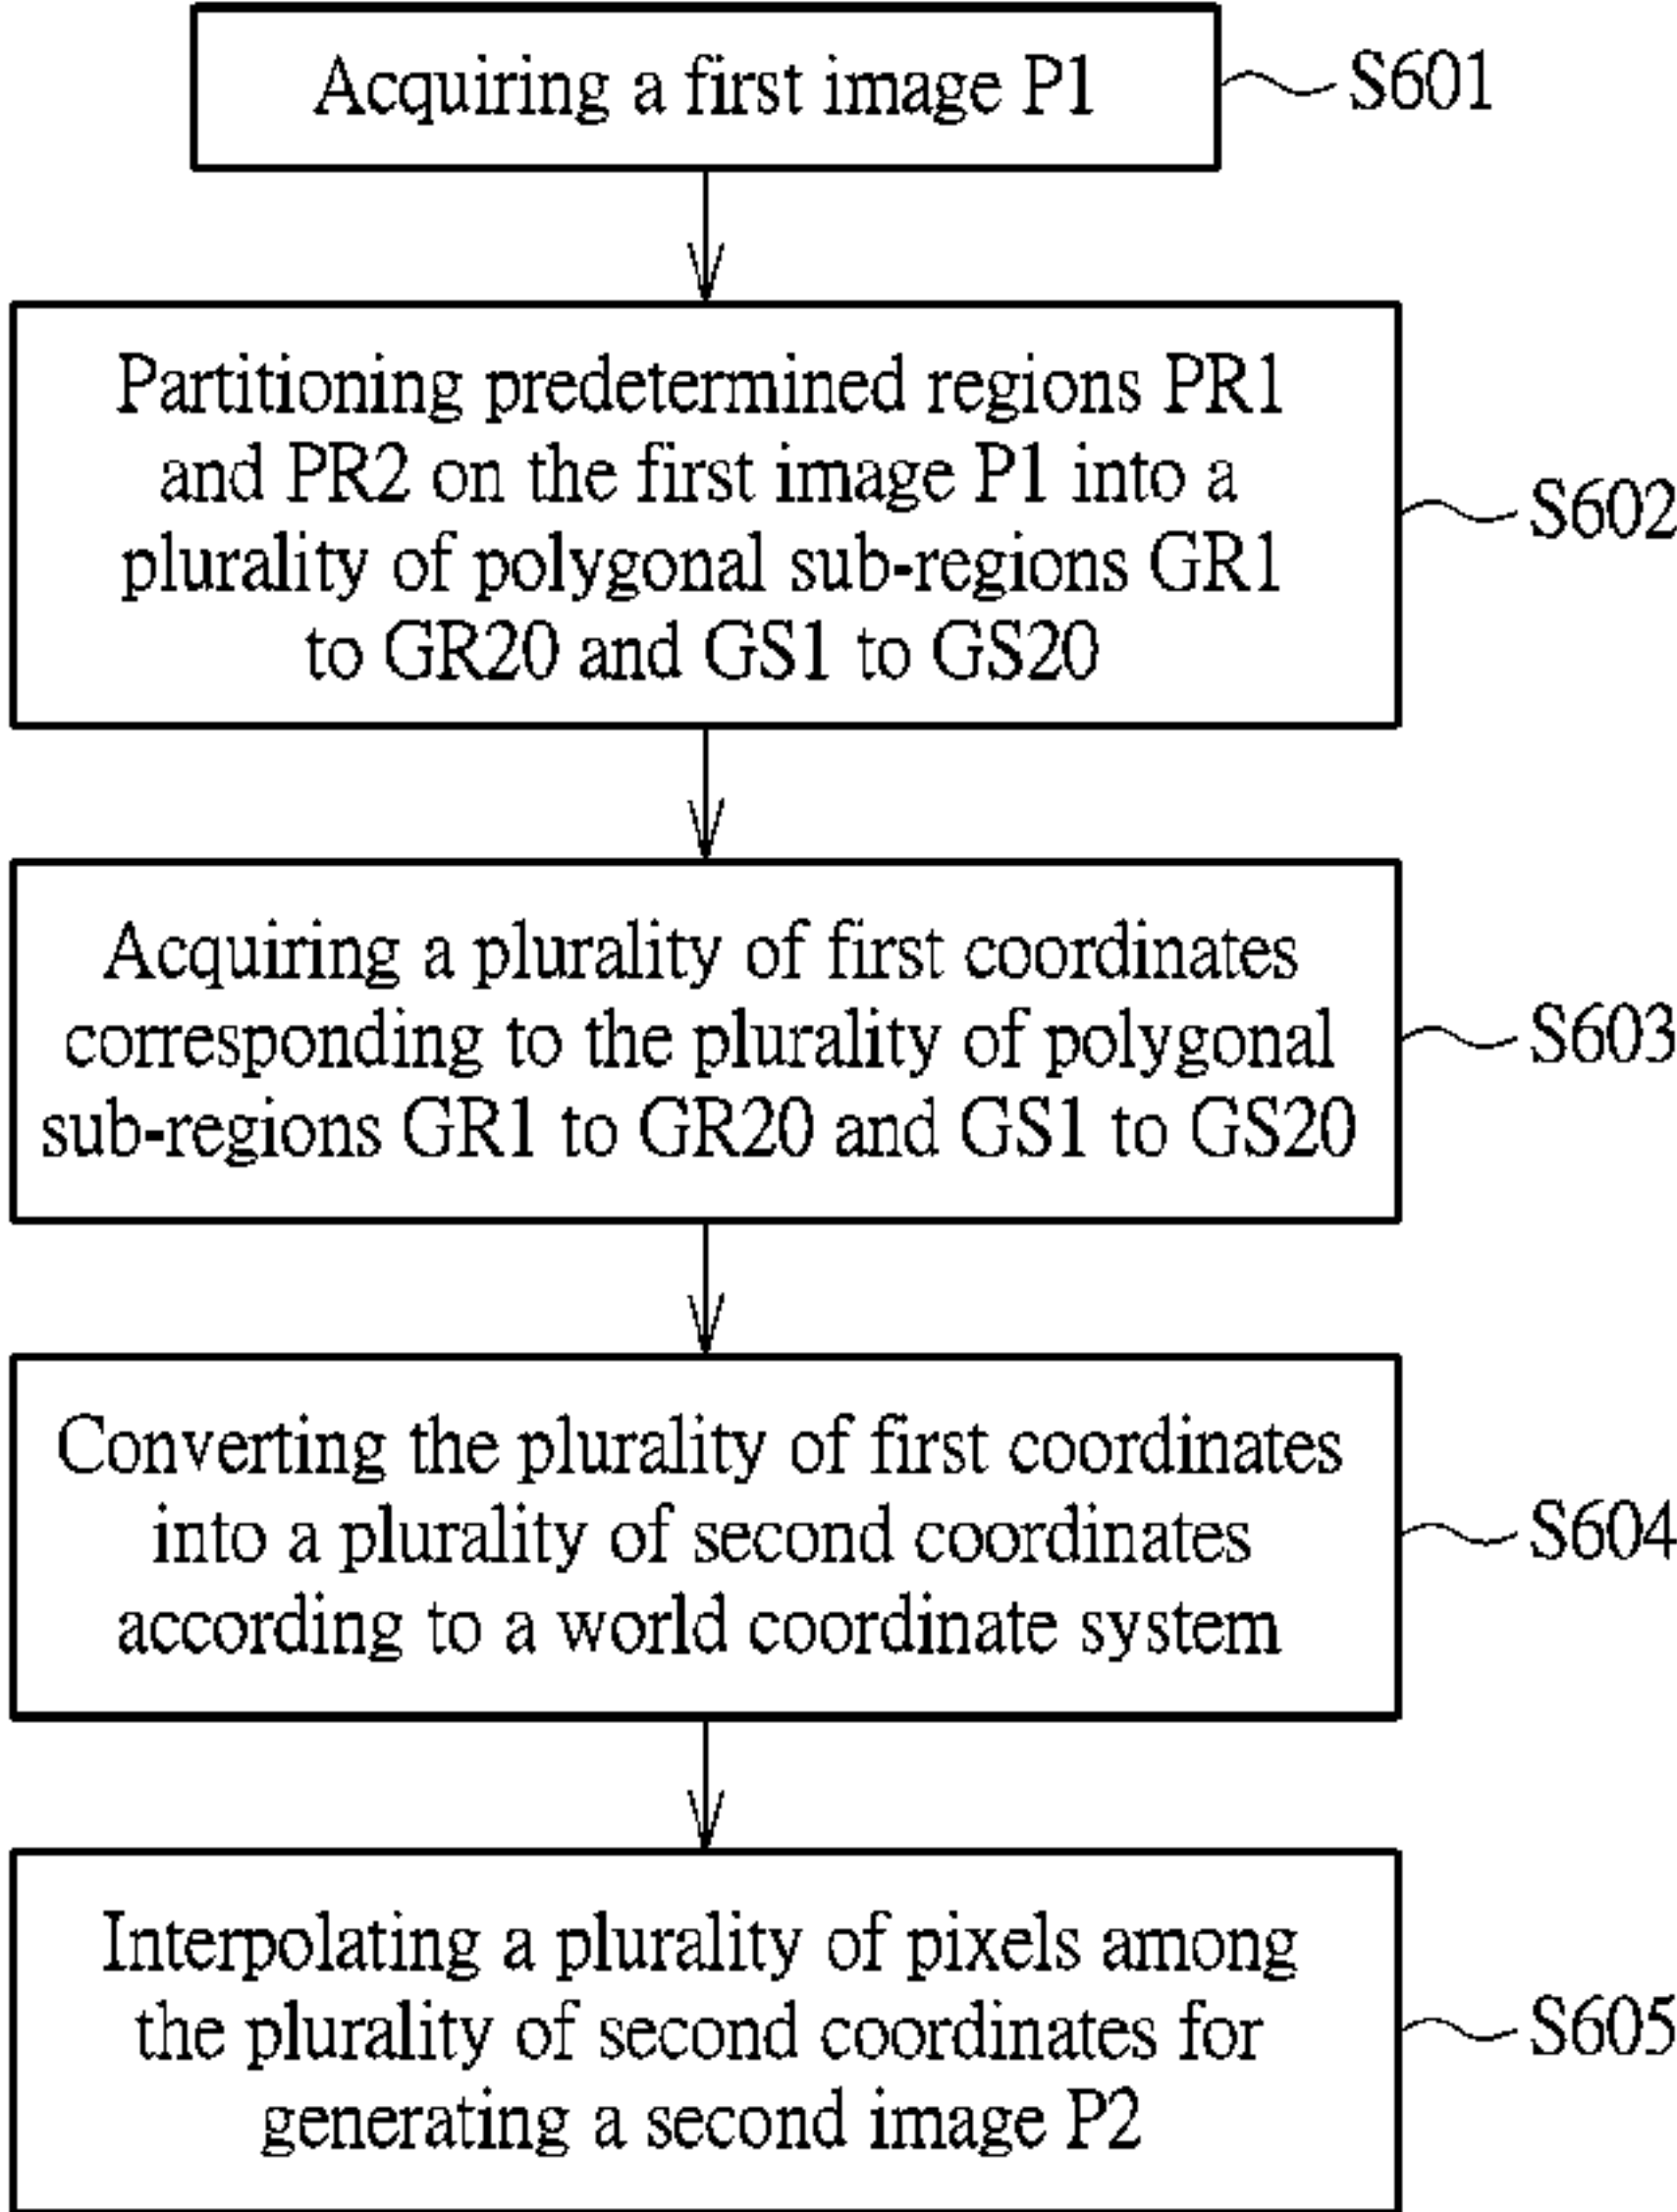 Acquiring a first image P1
S601
Partitioning predetermined regions PR1
and PR2 on the first image P1 into a
plurality of polygonal sub-regions GR1
to GR20 and GS1 to GS20
S602
Acquiring a plurality of first coordinates
corresponding to the plurality of polygonal
sub-regions GR1 to GR20 and GS1 to GS20
S603
Converting the plurality of first coordinates
into a plurality of second coordinates
according to a world coordinate system
S604
Interpolating a plurality of pixels among
the plurality of second coordinates for
generating a second image P2
S605